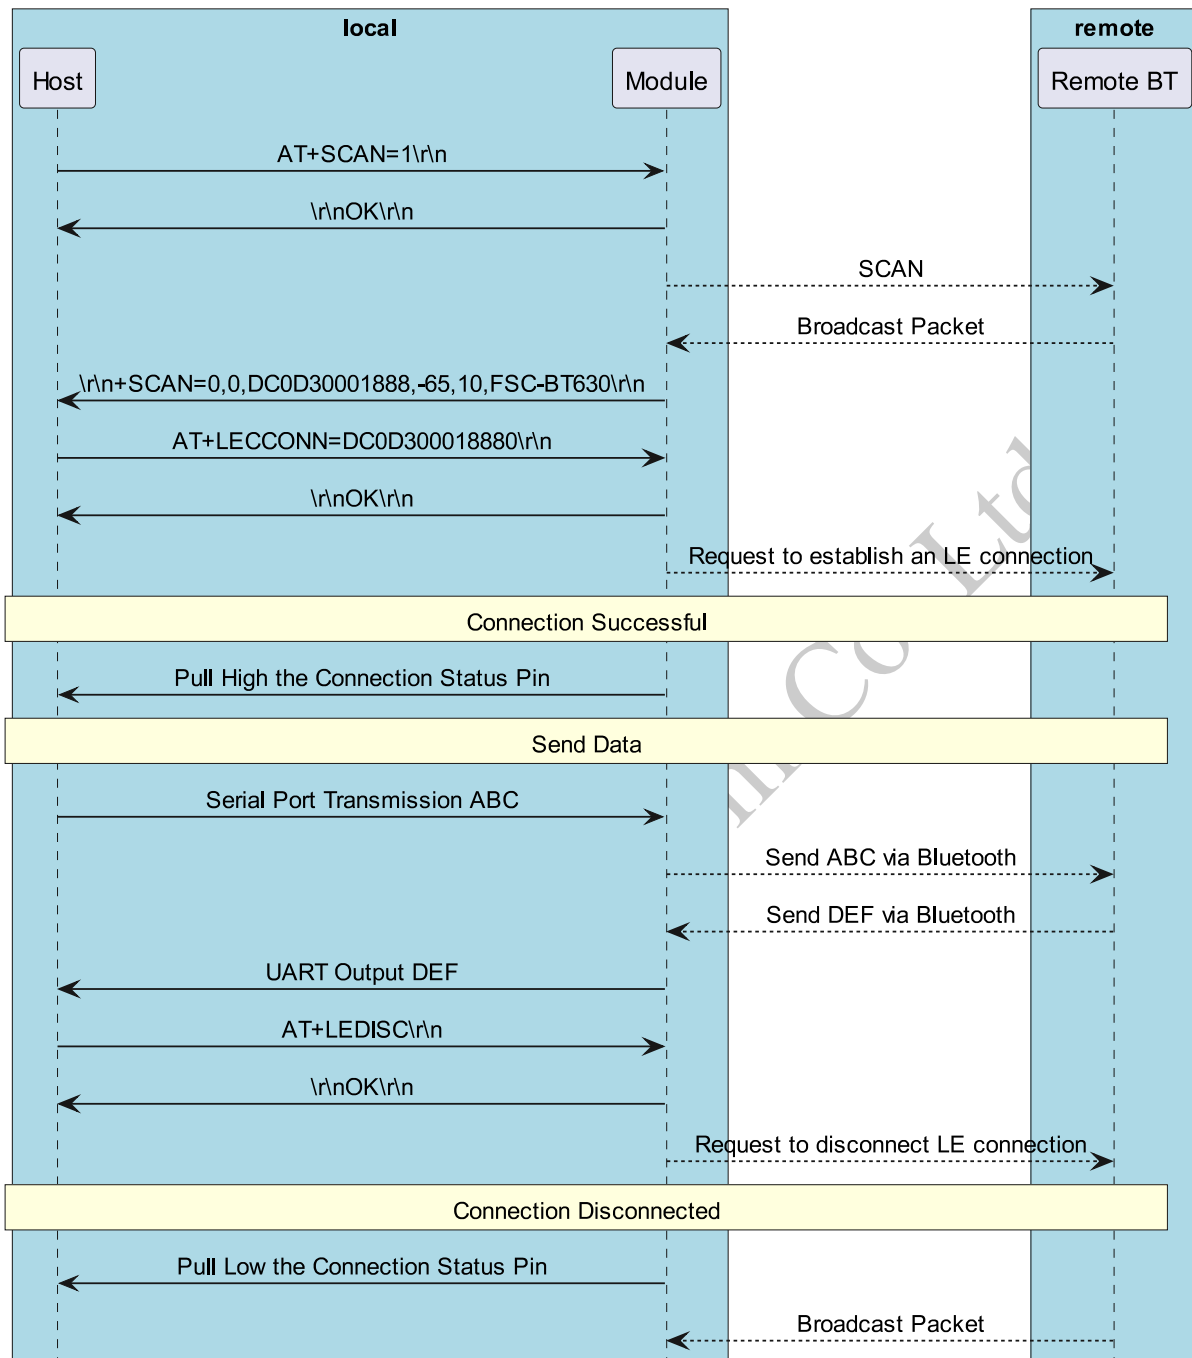 local
remote
Host
Module
Remote BT
AT+SCAN=1\r\n
\r\nOK\r\n
SCAN
Broadcast Packet
\r\n+SCAN=0,0,DC0D30001888,-65,10,FSC-BT630\r\n
AT+LECCONN=DC0D300018880\r\n
\r\nOK\r\n
Request to establish an LE connection
Connection Successful
Pull High the Connection Status Pin
Send Data
Serial Port Transmission ABC
Send ABC via Bluetooth
Send DEF via Bluetooth
UART Output DEF
AT+LEDISC\r\n
\r\nOK\r\n
Request to disconnect LE connection
Connection Disconnected
Pull Low the Connection Status Pin
Broadcast Packet